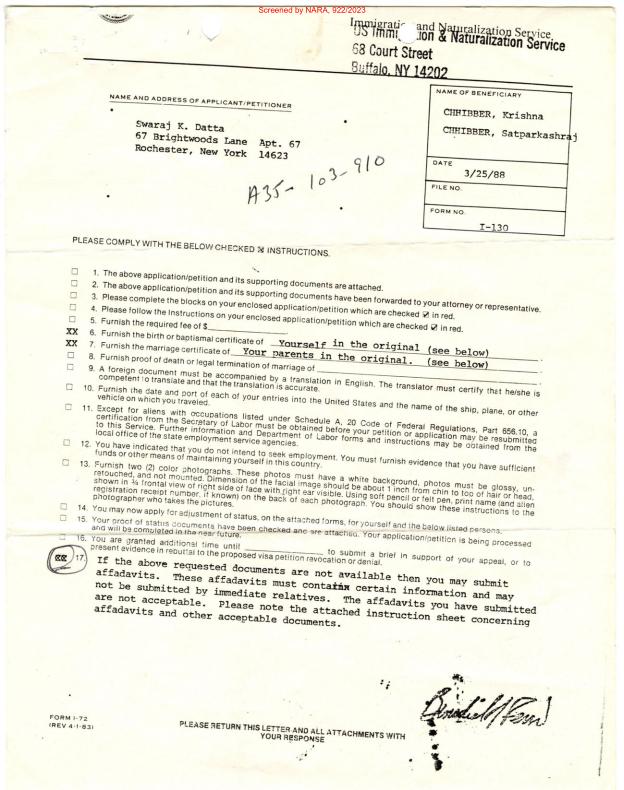 Screened by NARA, 922/2023
Immigration and Naturalization Service
US Immi ion & Naturalization Service
68 Court Street
Buffalo, NY 14202
NAME AND ADDRESS OF APPLICANT/PETITIONER
Swaraj K. Datta
67 Brightwoods Lane Apt. 67
Rochester, New York 14623
NAME OF BENEFICIARY
CHHIBBER, Krishna
CHHIBBER, Satparkashraj
DATE
3/25/88
FILE NO.
FORM NO.
I-130
A35-103-910
PLEASE COMPLY WITH THE BELOW CHECKED ☒ INSTRUCTIONS.
☐ 1. The above application/petition and its supporting documents are attached.
☐ 2. The above application/petition and its supporting documents have been forwarded to your attorney or representative.
☐ 3. Please complete the blocks on your enclosed application/petition which are checked ☑ in red.
☐ 4. Please follow the Instructions on your enclosed application/petition which are checked ☑ in red.
☐ 5. Furnish the required fee of $
XX 6. Furnish the birth or baptismal certificate of Yourself in the original (see below).
XX 7. Furnish the marriage certificate of Your parents in the original. (see below).
☐ 8. Furnish proof of death or legal termination of marriage of
☐ 9. A foreign document must be accompanied by a translation in English. The translator must certify that he/she is
competent to translate and that the translation is accurate.
☐ 10. Furnish the date and port of each of your entries into the United States and the name of the ship, plane, or other
vehicle on which you traveled.
☐ 11. Except for aliens with occupations listed under Schedule A, 20 Code of Federal Regulations, Part 656.10, a
certification from the Secretary of Labor must be obtained before your petition or application may be resubmitted
to this Service. Further information and Department of Labor forms and instructions may be obtained from the
local office of the state employment service agencies.
☐ 12. You have indicated that you do not intend to seek employment. You must furnish evidence that you have sufficient
funds or other means of maintaining yourself in this country.
☐ 13. Furnish two (2) color photographs. These photos must have a white background, photos must be glossy, un-
retouched, and not mounted. Dimension of the facial image should be about 1 inch from chin to top of hair or head,
shown in ¾ frontal view of right side of face with right ear visible. Using soft pencil or felt pen, print name (and alien
registration receipt number, if known) on the back of each photograph. You should show these instructions to the
photographer who takes the pictures.
☐ 14. You may now apply for adjustment of status, on the attached forms, for yourself and the below listed persons.
☐ 15. Your proof of status documents have been checked and are attached. Your application/petition is being processed
and will be completed in the near future.
☐ 16. You are granted additional time until to submit a brief in support of your appeal, or to
present evidence in rebuttal to the proposed visa petition revocation or denial.
XX 17. If the above requested documents are not available then you may submit
affadavits. These affadavits must contain certain information and may
not be submitted by immediate relatives. The affadavits you have submitted
are not acceptable. Please note the attached instruction sheet concerning
affadavits and other acceptable documents.
FORM I-72
(REV 4-1-83)
PLEASE RETURN THIS LETTER AND ALL ATTACHMENTS WITH
YOUR RESPONSE